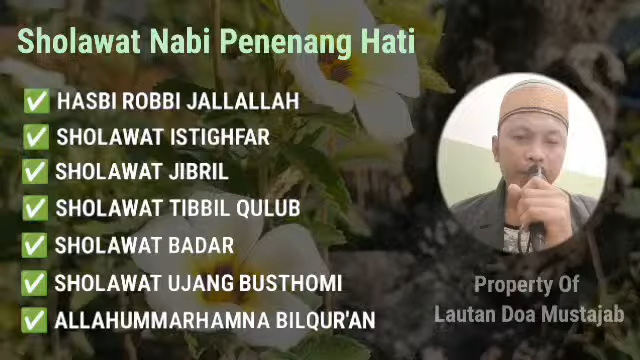 Sholawat Nabi Penenang Hati
✅ HASBI ROBBI JALLALLAH
✅ SHOLAWAT ISTIGHFAR
✅ SHOLAWAT JIBRIL
✅ SHOLAWAT TIBBIL QULUB
✅ SHOLAWAT BADAR
✅ SHOLAWAT UJANG BUSTHOMI
✅ ALLAHUMMARHAMNA BILQUR'AN
Property Of
Lautan Doa Mustajab